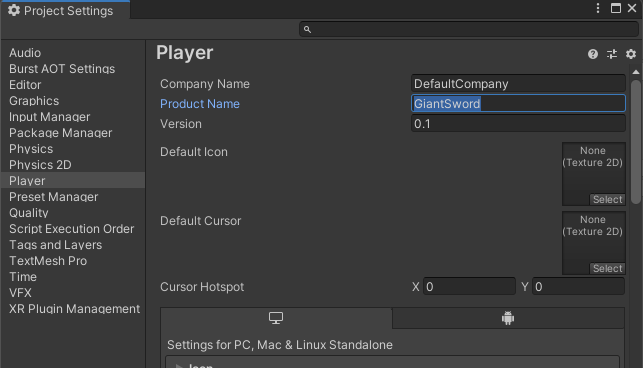 Project Settings
Audio
Burst AOT Settings
Editor
Graphics
Input Manager
Package Manager
Physics
Physics 2D
Player
Preset Manager
Quality
Script Execution Order
Tags and Layers
TextMesh Pro
Time
VFX
XR Plugin Management
Player
Company Name DefaultCompany
Product Name GiantSword
Version 0.1
Default Icon
None
(Texture 2D)
Select
Default Cursor
None
(Texture 2D)
Select
Cursor Hotspot X 0 Y 0
Settings for PC, Mac & Linux Standalone
Icon